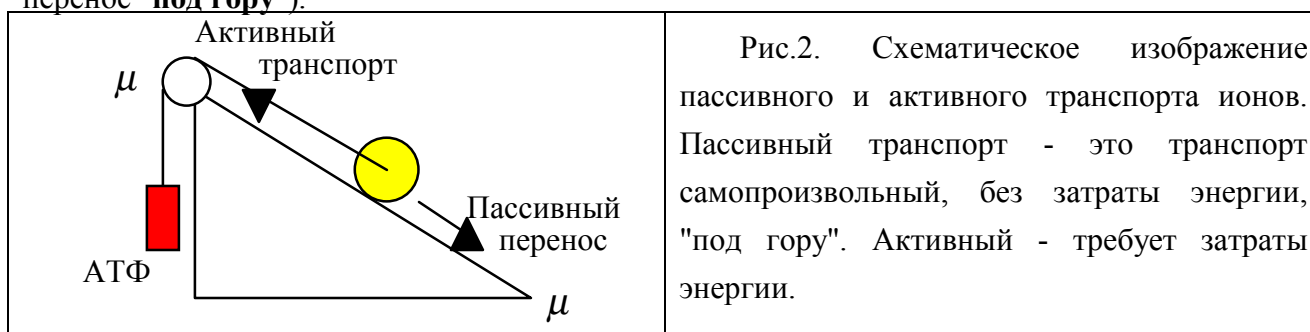 перенос "под гору").
Активный
транспорт
μ
Пассивный
перенос
АТФ
μ
Рис.2. Схематическое изображение
пассивного и активного транспорта ионов.
Пассивный транспорт - это транспорт
самопроизвольный, без затраты энергии,
"под гору". Активный - требует затраты
энергии.